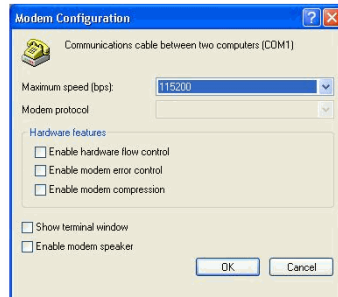 Modem Configuration
Communications cable between two computers (COM1)
Maximum speed (bps):
115200
Modem protocol
Hardware features
Enable hardware flow control
Enable modem error control
Enable modem compression
Show terminal window
Enable modem speaker
OK
Cancel